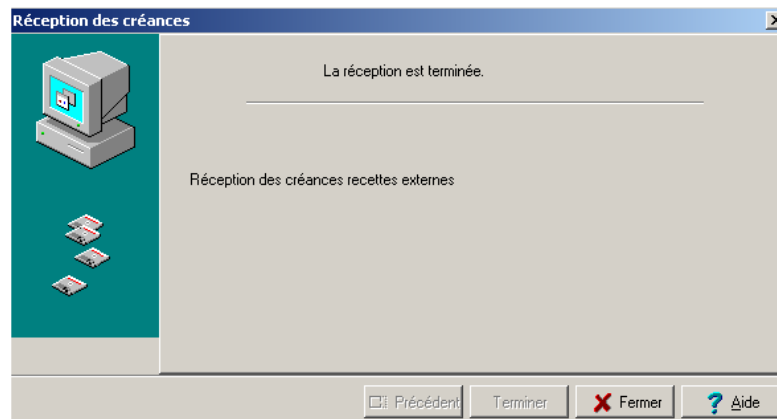 Réception des créances
La réception est terminée.
Réception des créances recettes externes
Précédent
Terminer
Fermer
Aide